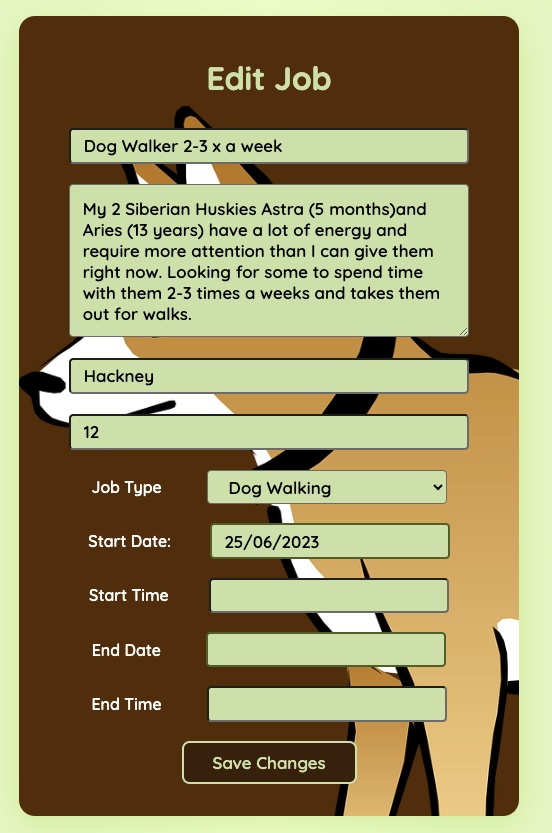 Edit Job
Dog Walker 2-3 x a week
My 2 Siberian Huskies Astra (5 months)and
Aries (13 years) have a lot of energy and
require more attention than I can give them
right now. Looking for some to spend time
with them 2-3 times a weeks and takes them
out for walks.
Hackney
12
Job Type Dog Walking
Start Date: 25/06/2023
Start Time
End Date
End Time
Save Changes